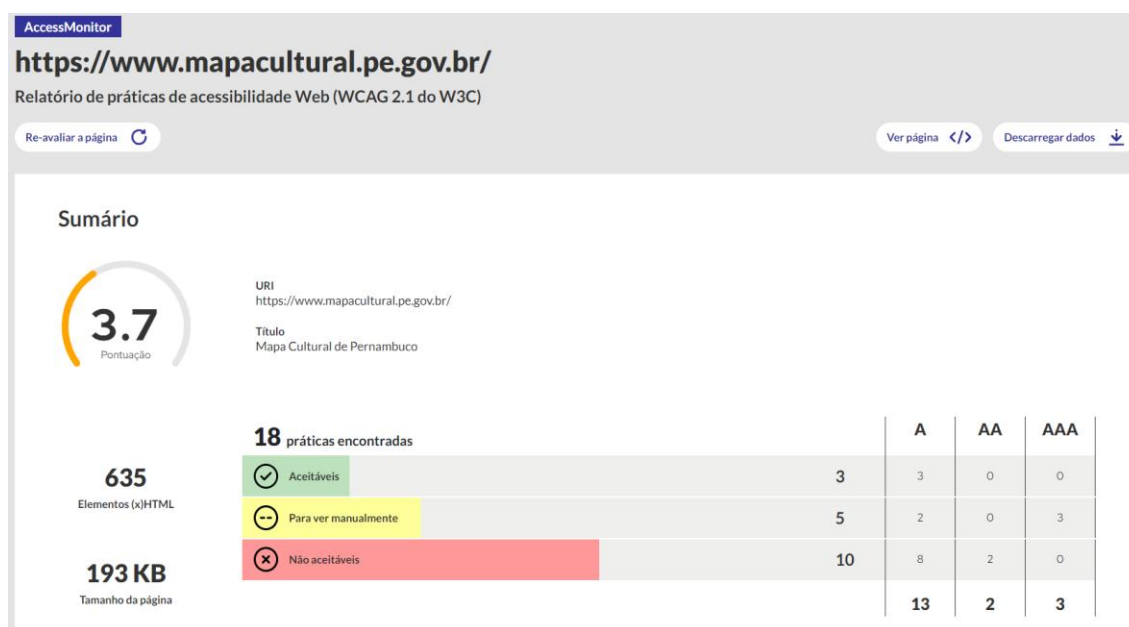 AccessMonitor
https://www.mapacultural.pe.gov.br/
Relatório de práticas de acessibilidade Web (WCAG 2.1 do W3C)
Re-avaliar a página
Ver página </>
Descarregar dados
Sumário
3.7
Pontuação
URI
https://www.mapacultural.pe.gov.br/
Título
Mapa Cultural de Pernambuco
635
Elementos (x)HTML
193 KB
Tamanho da página
18 práticas encontradas A AA AAA
Aceitáveis 3 3 0 0
Para ver manualmente 5 2 0 3
Não aceitáveis 10 8 2 0
13 2 3